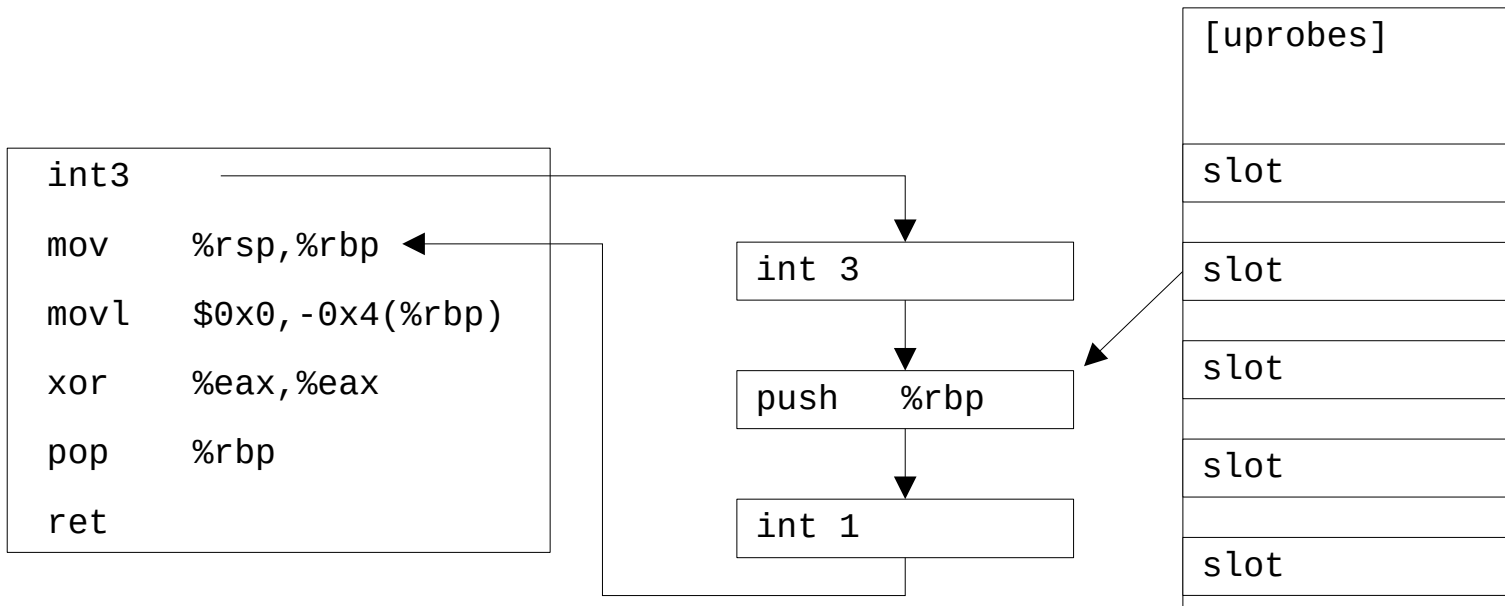 int3
mov %rsp,%rbp
movl $0x0,-0x4(%rbp)
xor %eax,%eax
pop %rbp
ret
int 3
push %rbp
int 1
[uprobes]
slot
slot
slot
slot
slot